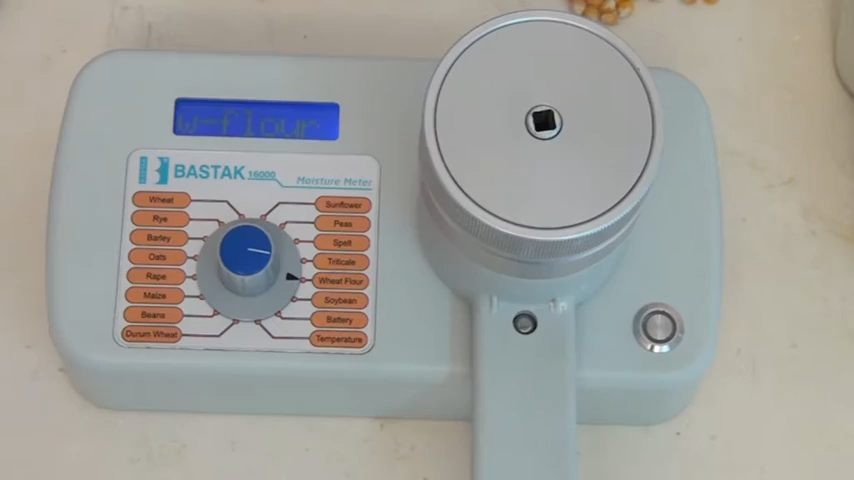 w-flour
BASTAK 16000
Moisture Meter
Wheat
Rye
Barley
Oats
Rape
Maize
Beans
Durum Wheat
Sunflower
Peas
Spelt
Triticale
Wheat Flour
Soybean
Battery
Temperature